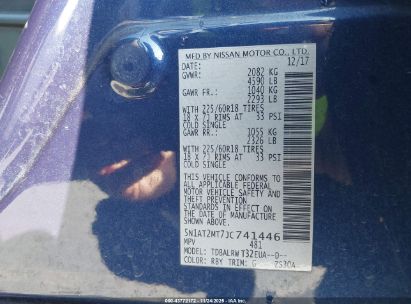 MFD BY NISSAN MOTOR CO., LTD.
DATE: 12/17
GVWR: 2082 KG
4590 LB
GAWR FR.: 1040 KG
2293 LB
WITH 225/60R18 TIRES
18 X 7J RIMS AT 33 PSI
COLD SINGLE
GAWR RR.: 1055 KG
2326 LB
WITH 225/60R18 TIRES
18 X 7J RIMS AT 33 PSI
COLD SINGLE
THIS VEHICLE CONFORMS TO
ALL APPLICABLE FEDERAL
MOTOR VEHICLE SAFETY AND
THEFT PREVENTION STANDARDS
IN EFFECT ON THE DATE OF
MANUFACTURE SHOWN ABOVE.
5N1AT2MT7JC741446
MPV 481
MODEL: TDBALRWT32EUA--D--
COLOR: RBY TRIM: G